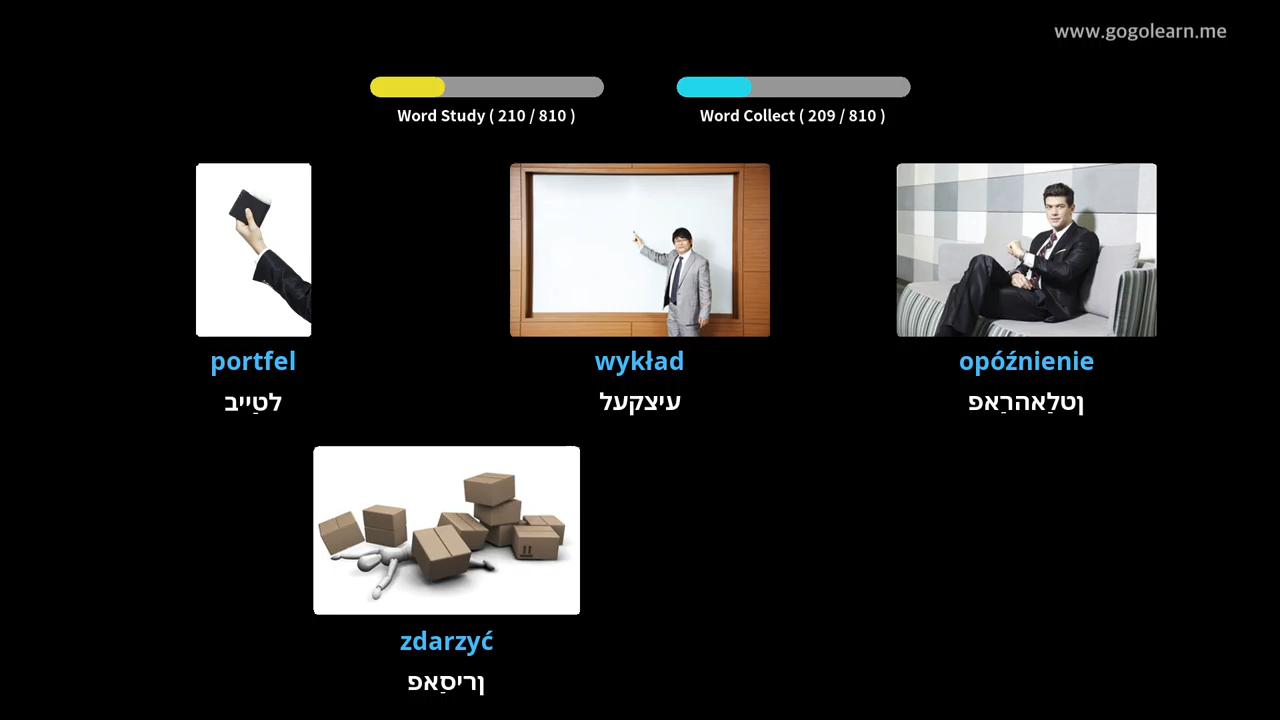 www.gogolearn.me
Word Study ( 210 / 810 )
Word Collect ( 209 / 810 )
portfel
לטַייב
wykład
עיצקעל
opóźnienie
ןטלַאהרַאפ
zdarzyć
ןריסַאפ